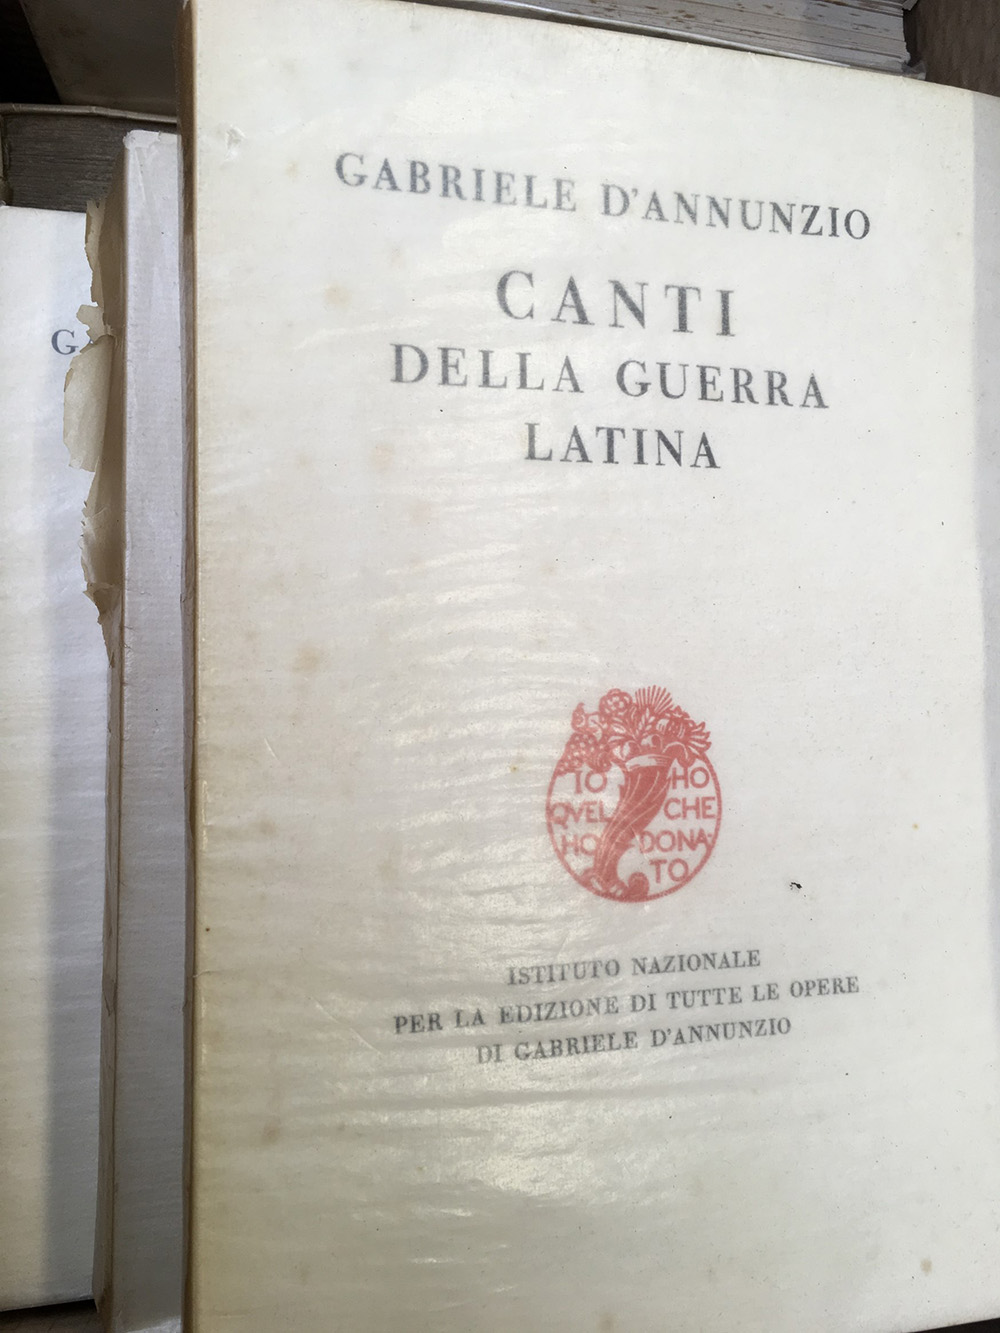 GABRIELE D'ANNUNZIO
CANTI
DELLA GUERRA
LATINA
IO HO
QVEL CHE
HO DONA-
TO
ISTITUTO NAZIONALE
PER LA EDIZIONE DI TUTTE LE OPERE
DI GABRIELE D'ANNUNZIO
G